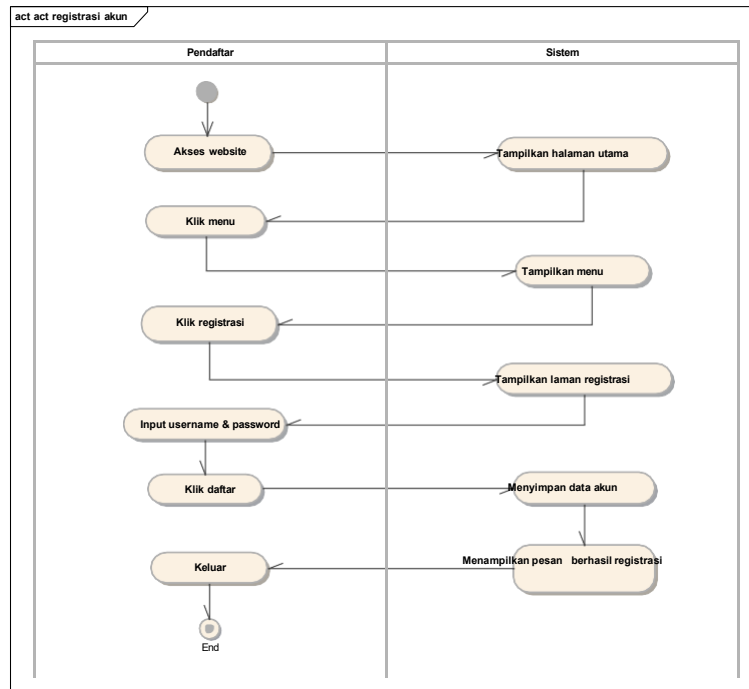 act act registrasi akun
Pendaftar
Sistem
Akses website
Tampilkan halaman utama
Klik menu
Tampilkan menu
Klik registrasi
Tampilkan laman registrasi
Input username & password
Klik daftar
Menyimpan data akun
Menampilkan pesan berhasil registrasi
Keluar
End